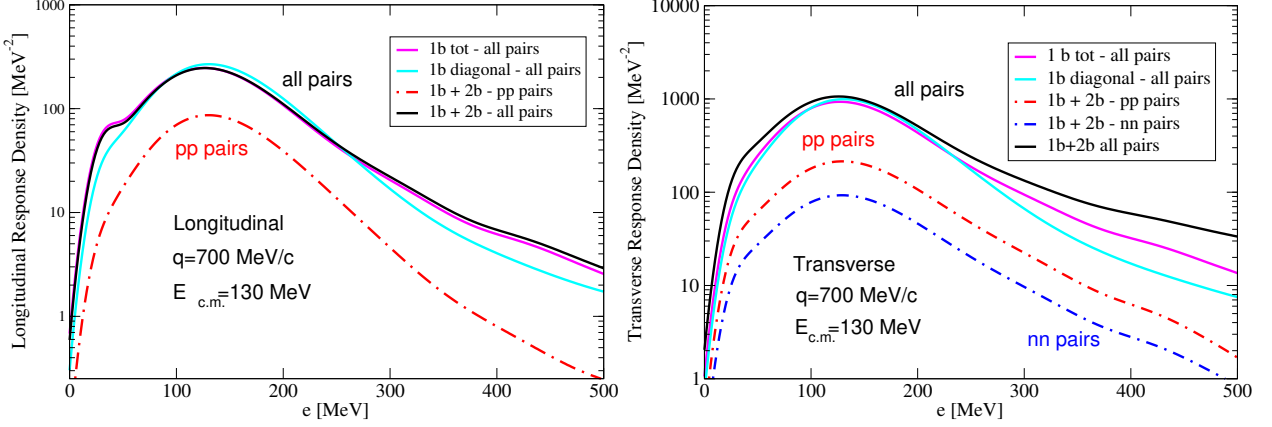 Longitudinal Response Density [MeV⁻²]
1000
100
10
1
1b tot - all pairs
1b diagonal - all pairs
1b + 2b - pp pairs
1b + 2b - all pairs
all pairs
pp pairs
Longitudinal
q=700 MeV/c
E c.m.=130 MeV
0 100 200 300 400 500
e [MeV]
Transverse Response Density [MeV⁻²]
10000
1000
100
10
1
1 b tot - all pairs
1b diagonal - all pairs
1b + 2b - pp pairs
1b + 2b - nn pairs
1b+2b all pairs
all pairs
pp pairs
Transverse
q=700 MeV/c
E c.m.=130 MeV
nn pairs
0 100 200 300 400 500
e [MeV]